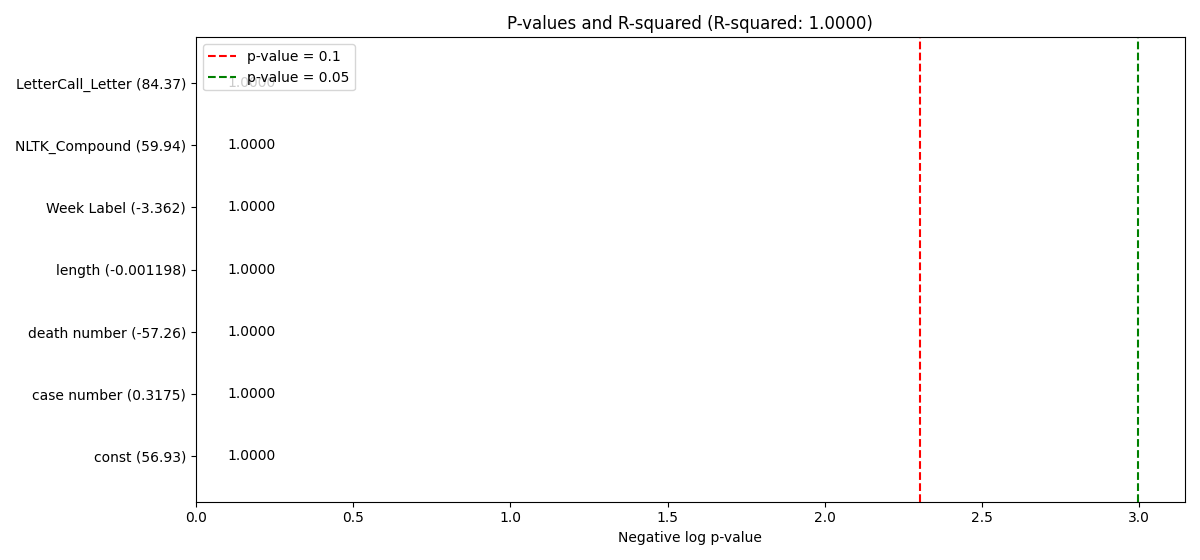 P-values and R-squared (R-squared: 1.0000)
p-value = 0.1
p-value = 0.05
LetterCall_Letter (84.37)
1.0000
NLTK_Compound (59.94)
1.0000
Week Label (-3.362)
1.0000
length (-0.001198)
1.0000
death number (-57.26)
1.0000
case number (0.3175)
1.0000
const (56.93)
1.0000
0.0 0.5 1.0 1.5 2.0 2.5 3.0
Negative log p-value